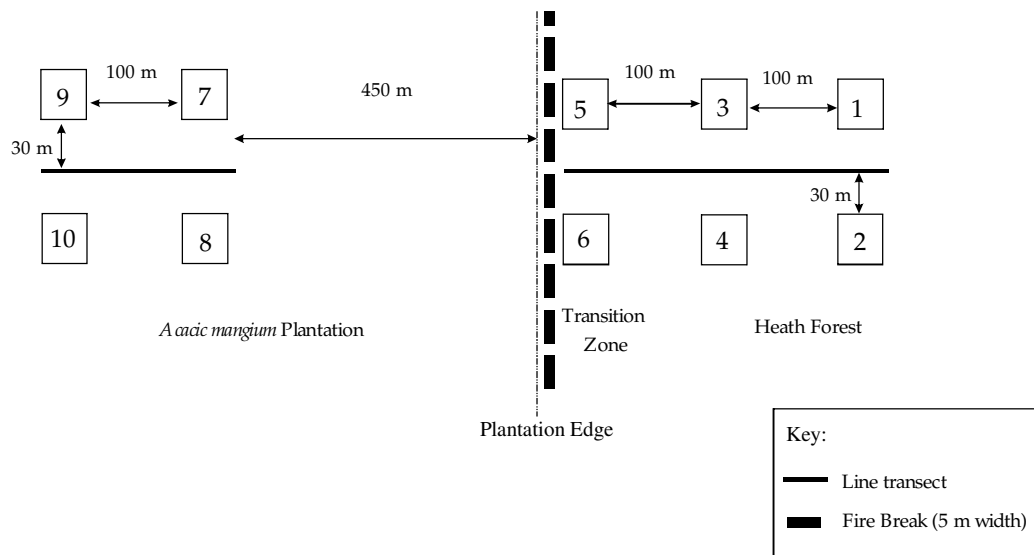 100 m
450 m
100 m
100 m
9
7
5
3
1
30 m
30 m
10
8
6
4
2
A cacic mangium Plantation
Transition
Zone
Heath Forest
Plantation Edge
Key:
Line transect
Fire Break (5 m width)